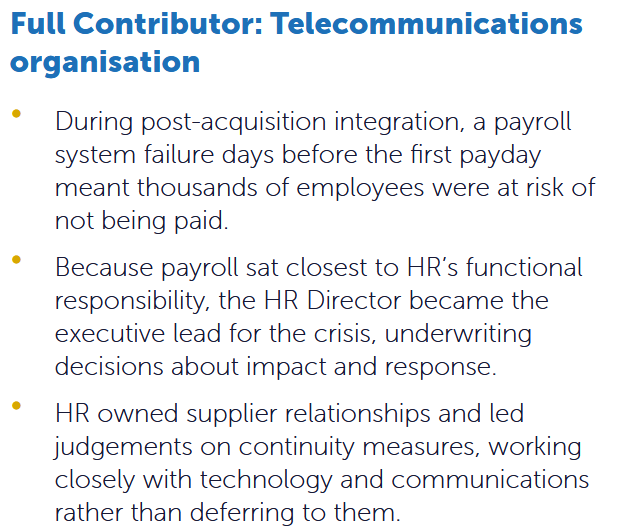 Full Contributor: Telecommunications
organisation
• During post-acquisition integration, a payroll
system failure days before the first payday
meant thousands of employees were at risk of
not being paid.
• Because payroll sat closest to HR’s functional
responsibility, the HR Director became the
executive lead for the crisis, underwriting
decisions about impact and response.
• HR owned supplier relationships and led
judgements on continuity measures, working
closely with technology and communications
rather than deferring to them.